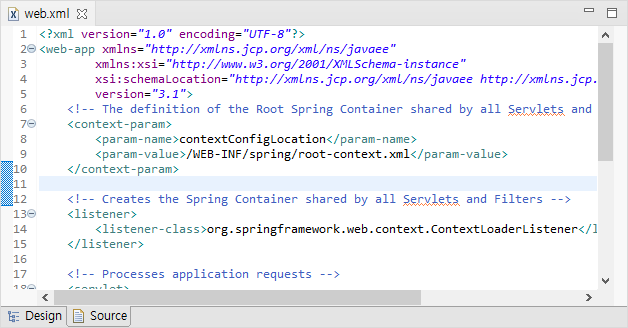 web.xml
1 <?xml version="1.0" encoding="UTF-8"?>
2 <web-app xmlns="http://xmlns.jcp.org/xml/ns/javaee"
3 xmlns:xsi="http://www.w3.org/2001/XMLSchema-instance"
4 xsi:schemaLocation="http://xmlns.jcp.org/xml/ns/javaee http://xmlns.jcp.
5 version="3.1">
6 <!-- The definition of the Root Spring Container shared by all Servlets and
7 <context-param>
8 <param-name>contextConfigLocation</param-name>
9 <param-value>/WEB-INF/spring/root-context.xml</param-value>
10 </context-param>
11
12 <!-- Creates the Spring Container shared by all Servlets and Filters -->
13 <listener>
14 <listener-class>org.springframework.web.context.ContextLoaderListener</l
15 </listener>
16
17 <!-- Processes application requests -->
18 <servlet>
Design Source